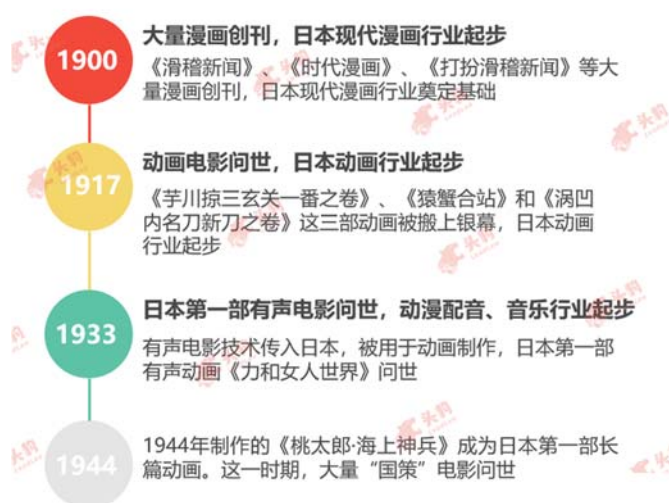 1900
大量漫画创刊，日本现代漫画行业起步
《滑稽新闻》、《时代漫画》、《打扮滑稽新闻》等大
量漫画创刊，日本现代漫画行业奠定基础
1917
动画电影问世，日本动画行业起步
《芋川掠三玄关一番之卷》、《猿蟹合站》和《涡凹
内名刀新刀之卷》这三部动画被搬上银幕，日本动画
行业起步
1933
日本第一部有声电影问世，动漫配音、音乐行业起步
有声电影技术传入日本，被用于动画制作，日本第一部
有声动画《力和女人世界》问世
1944
1944年制作的《桃太郎·海上神兵》成为日本第一部长
篇动画。这一时期，大量“国策”电影问世
头豹